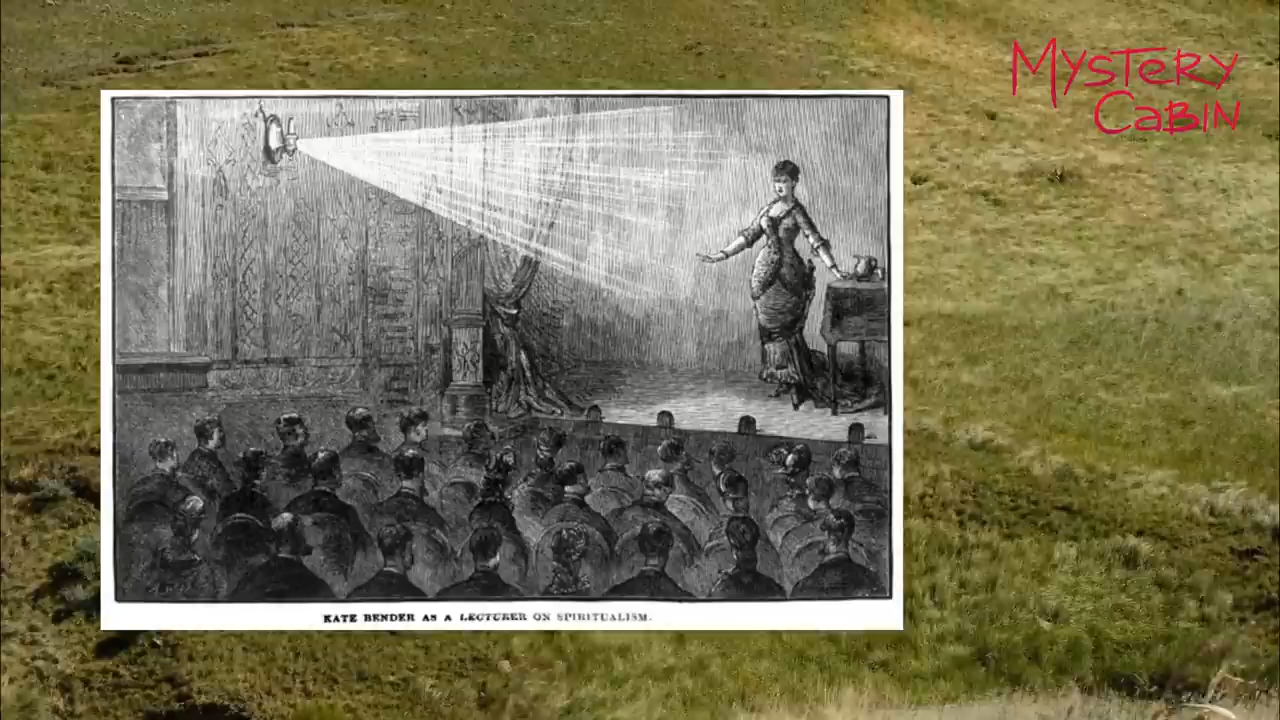 MYSTERY
CABIN
KATE BENDER AS A LECTURER ON SPIRITUALISM.